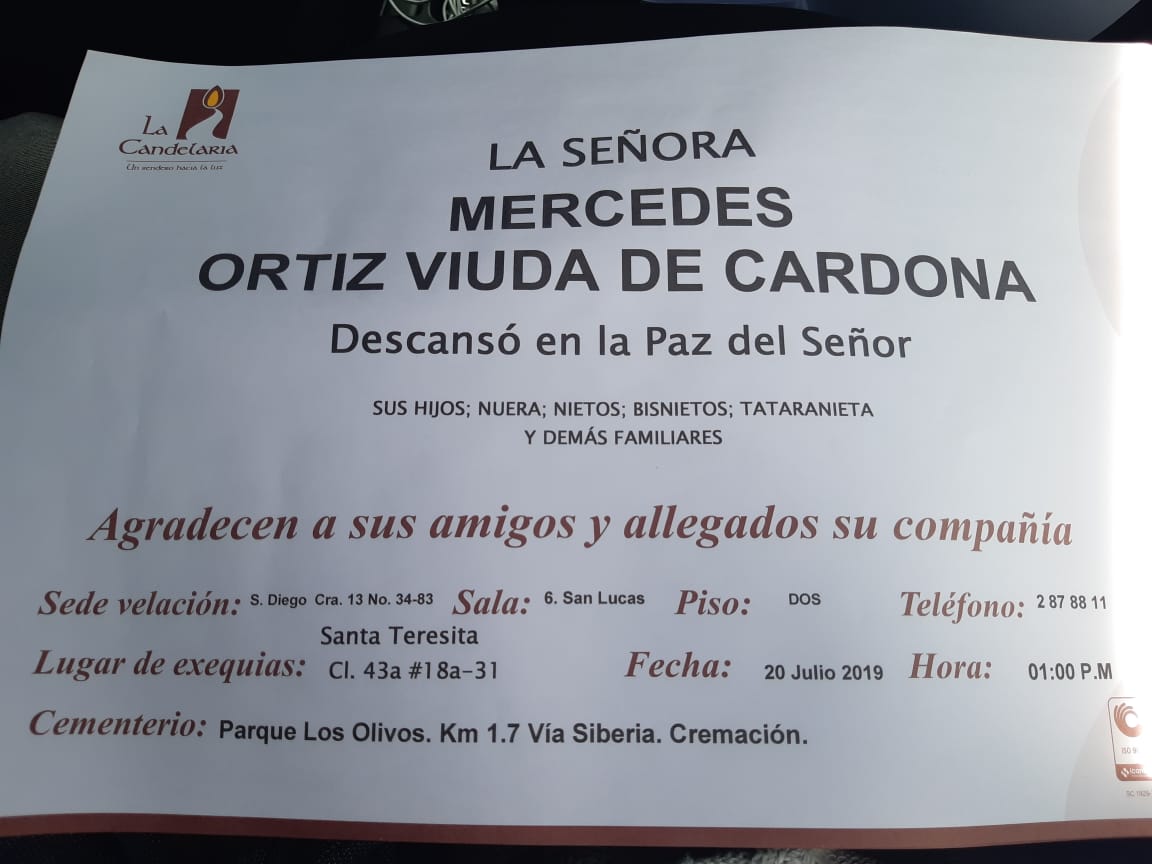 La
Candelaria
Un sendero hacia la luz
LA SEÑORA
MERCEDES
ORTIZ VIUDA DE CARDONA
Descansó en la Paz del Señor
SUS HIJOS; NUERA; NIETOS; BISNIETOS; TATARANIETA
Y DEMÁS FAMILIARES
Agradecen a sus amigos y allegados su compañía
Sede velación: S. Diego Cra. 13 No. 34-83 Sala: 6. San Lucas Piso: DOS Teléfono: 2 87 88 11
Santa Teresita
Lugar de exequias: Cl. 43a #18a-31 Fecha: 20 Julio 2019 Hora: 01:00 P.M
Cementerio: Parque Los Olivos. Km 1.7 Vía Siberia. Cremación.
ISO 9